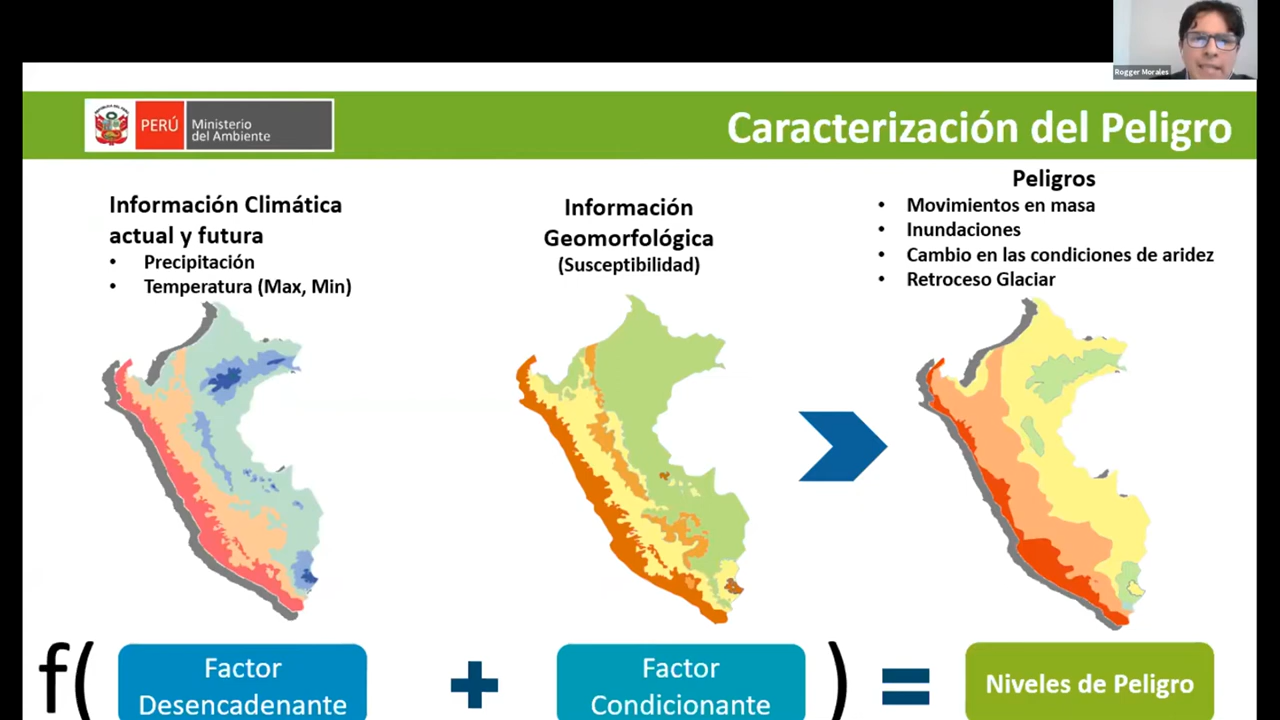 Rogger Morales
PERÚ
Ministerio
del Ambiente
Caracterización del Peligro
Información Climática
actual y futura
• Precipitación
• Temperatura (Max, Min)
Información
Geomorfológica
(Susceptibilidad)
Peligros
• Movimientos en masa
• Inundaciones
• Cambio en las condiciones de aridez
• Retroceso Glaciar
f(
Factor
Desencadenante
+
Factor
Condicionante
)
=
Niveles de Peligro